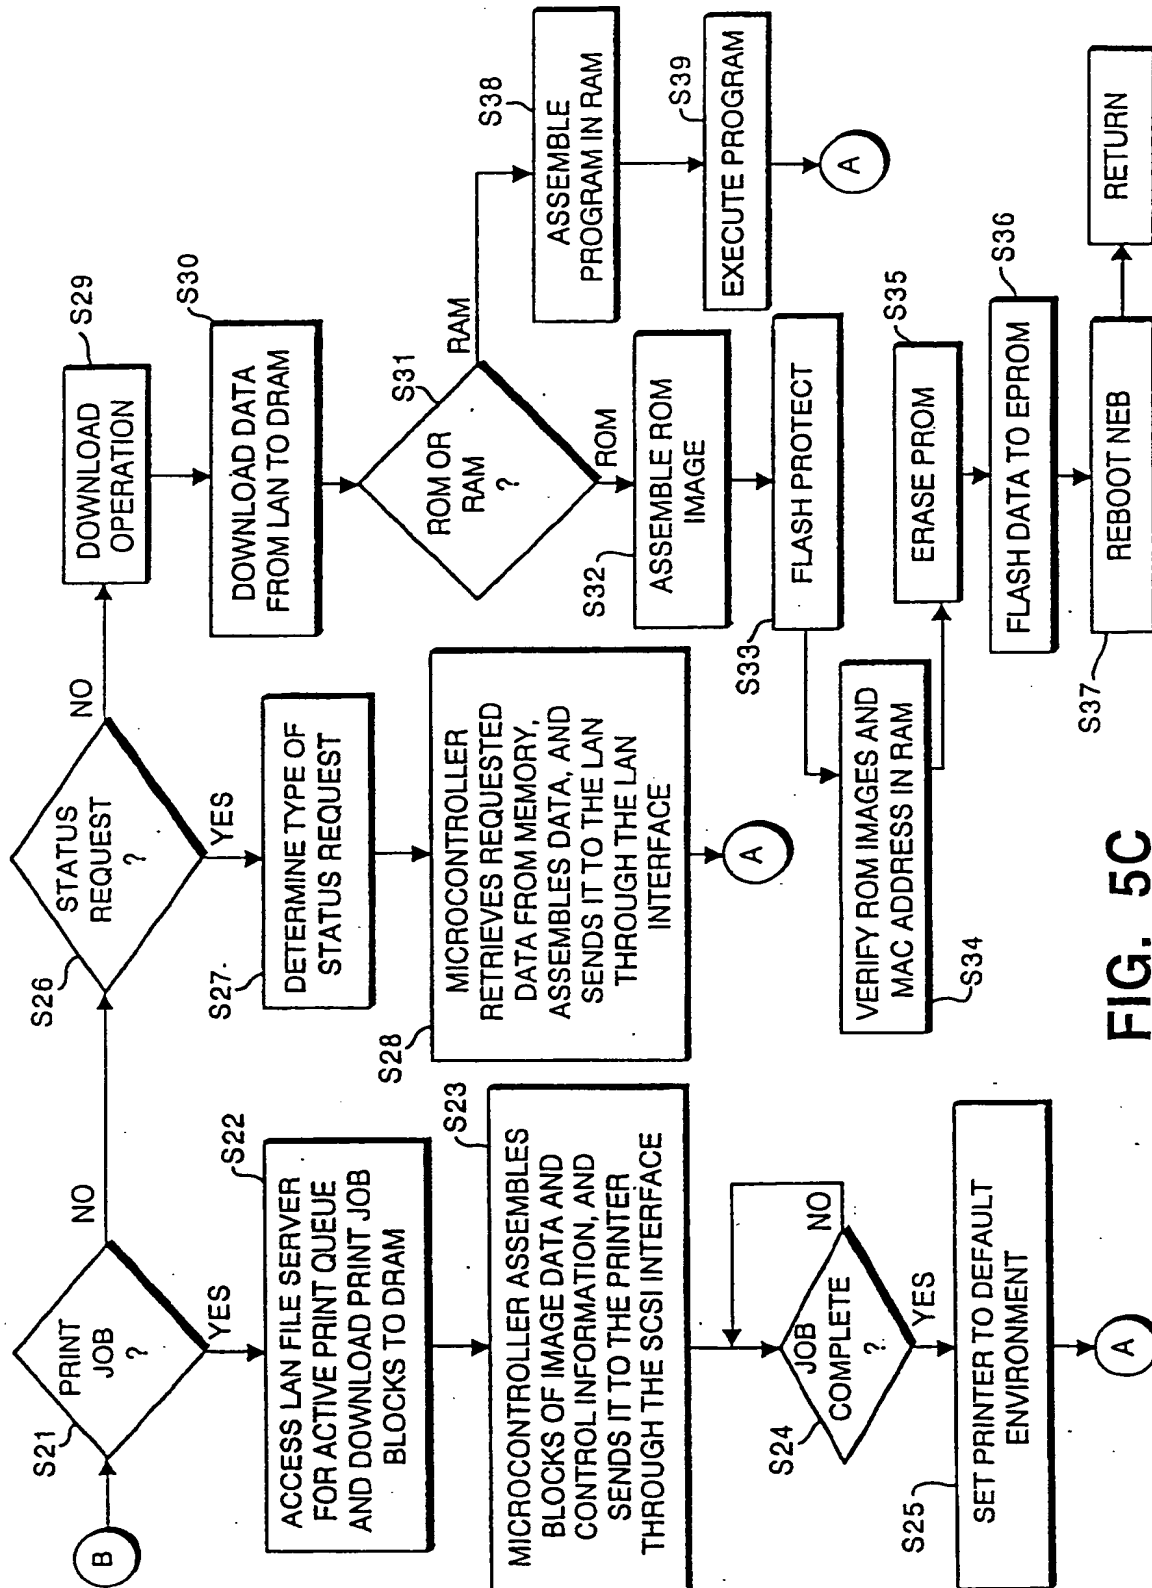 B
S21
PRINT
JOB
?
NO
YES
S22
ACCESS LAN FILE SERVER
FOR ACTIVE PRINT QUEUE
AND DOWNLOAD PRINT JOB
BLOCKS TO DRAM
S23
MICROCONTROLLER ASSEMBLES
BLOCKS OF IMAGE DATA AND
CONTROL INFORMATION, AND
SENDS IT TO THE PRINTER
THROUGH THE SCSI INTERFACE
S24
JOB
COMPLETE
?
NO
YES
S25
SET PRINTER TO DEFAULT
ENVIRONMENT
A
S26
STATUS
REQUEST
?
NO
YES
S27
DETERMINE TYPE OF
STATUS REQUEST
S28
MICROCONTROLLER
RETRIEVES REQUESTED
DATA FROM MEMORY,
ASSEMBLES DATA, AND
SENDS IT TO THE LAN
THROUGH THE LAN
INTERFACE
A
S29
DOWNLOAD
OPERATION
S30
DOWNLOAD DATA
FROM LAN TO DRAM
S31
ROM OR
RAM
?
RAM
ROM
S32
ASSEMBLE ROM
IMAGE
S33
FLASH PROTECT
S34
VERIFY ROM IMAGES AND
MAC ADDRESS IN RAM
S35
ERASE PROM
S36
FLASH DATA TO EPROM
S37
REBOOT NEB
RETURN
S38
ASSEMBLE
PROGRAM IN RAM
S39
EXECUTE PROGRAM
A
FIG. 5C